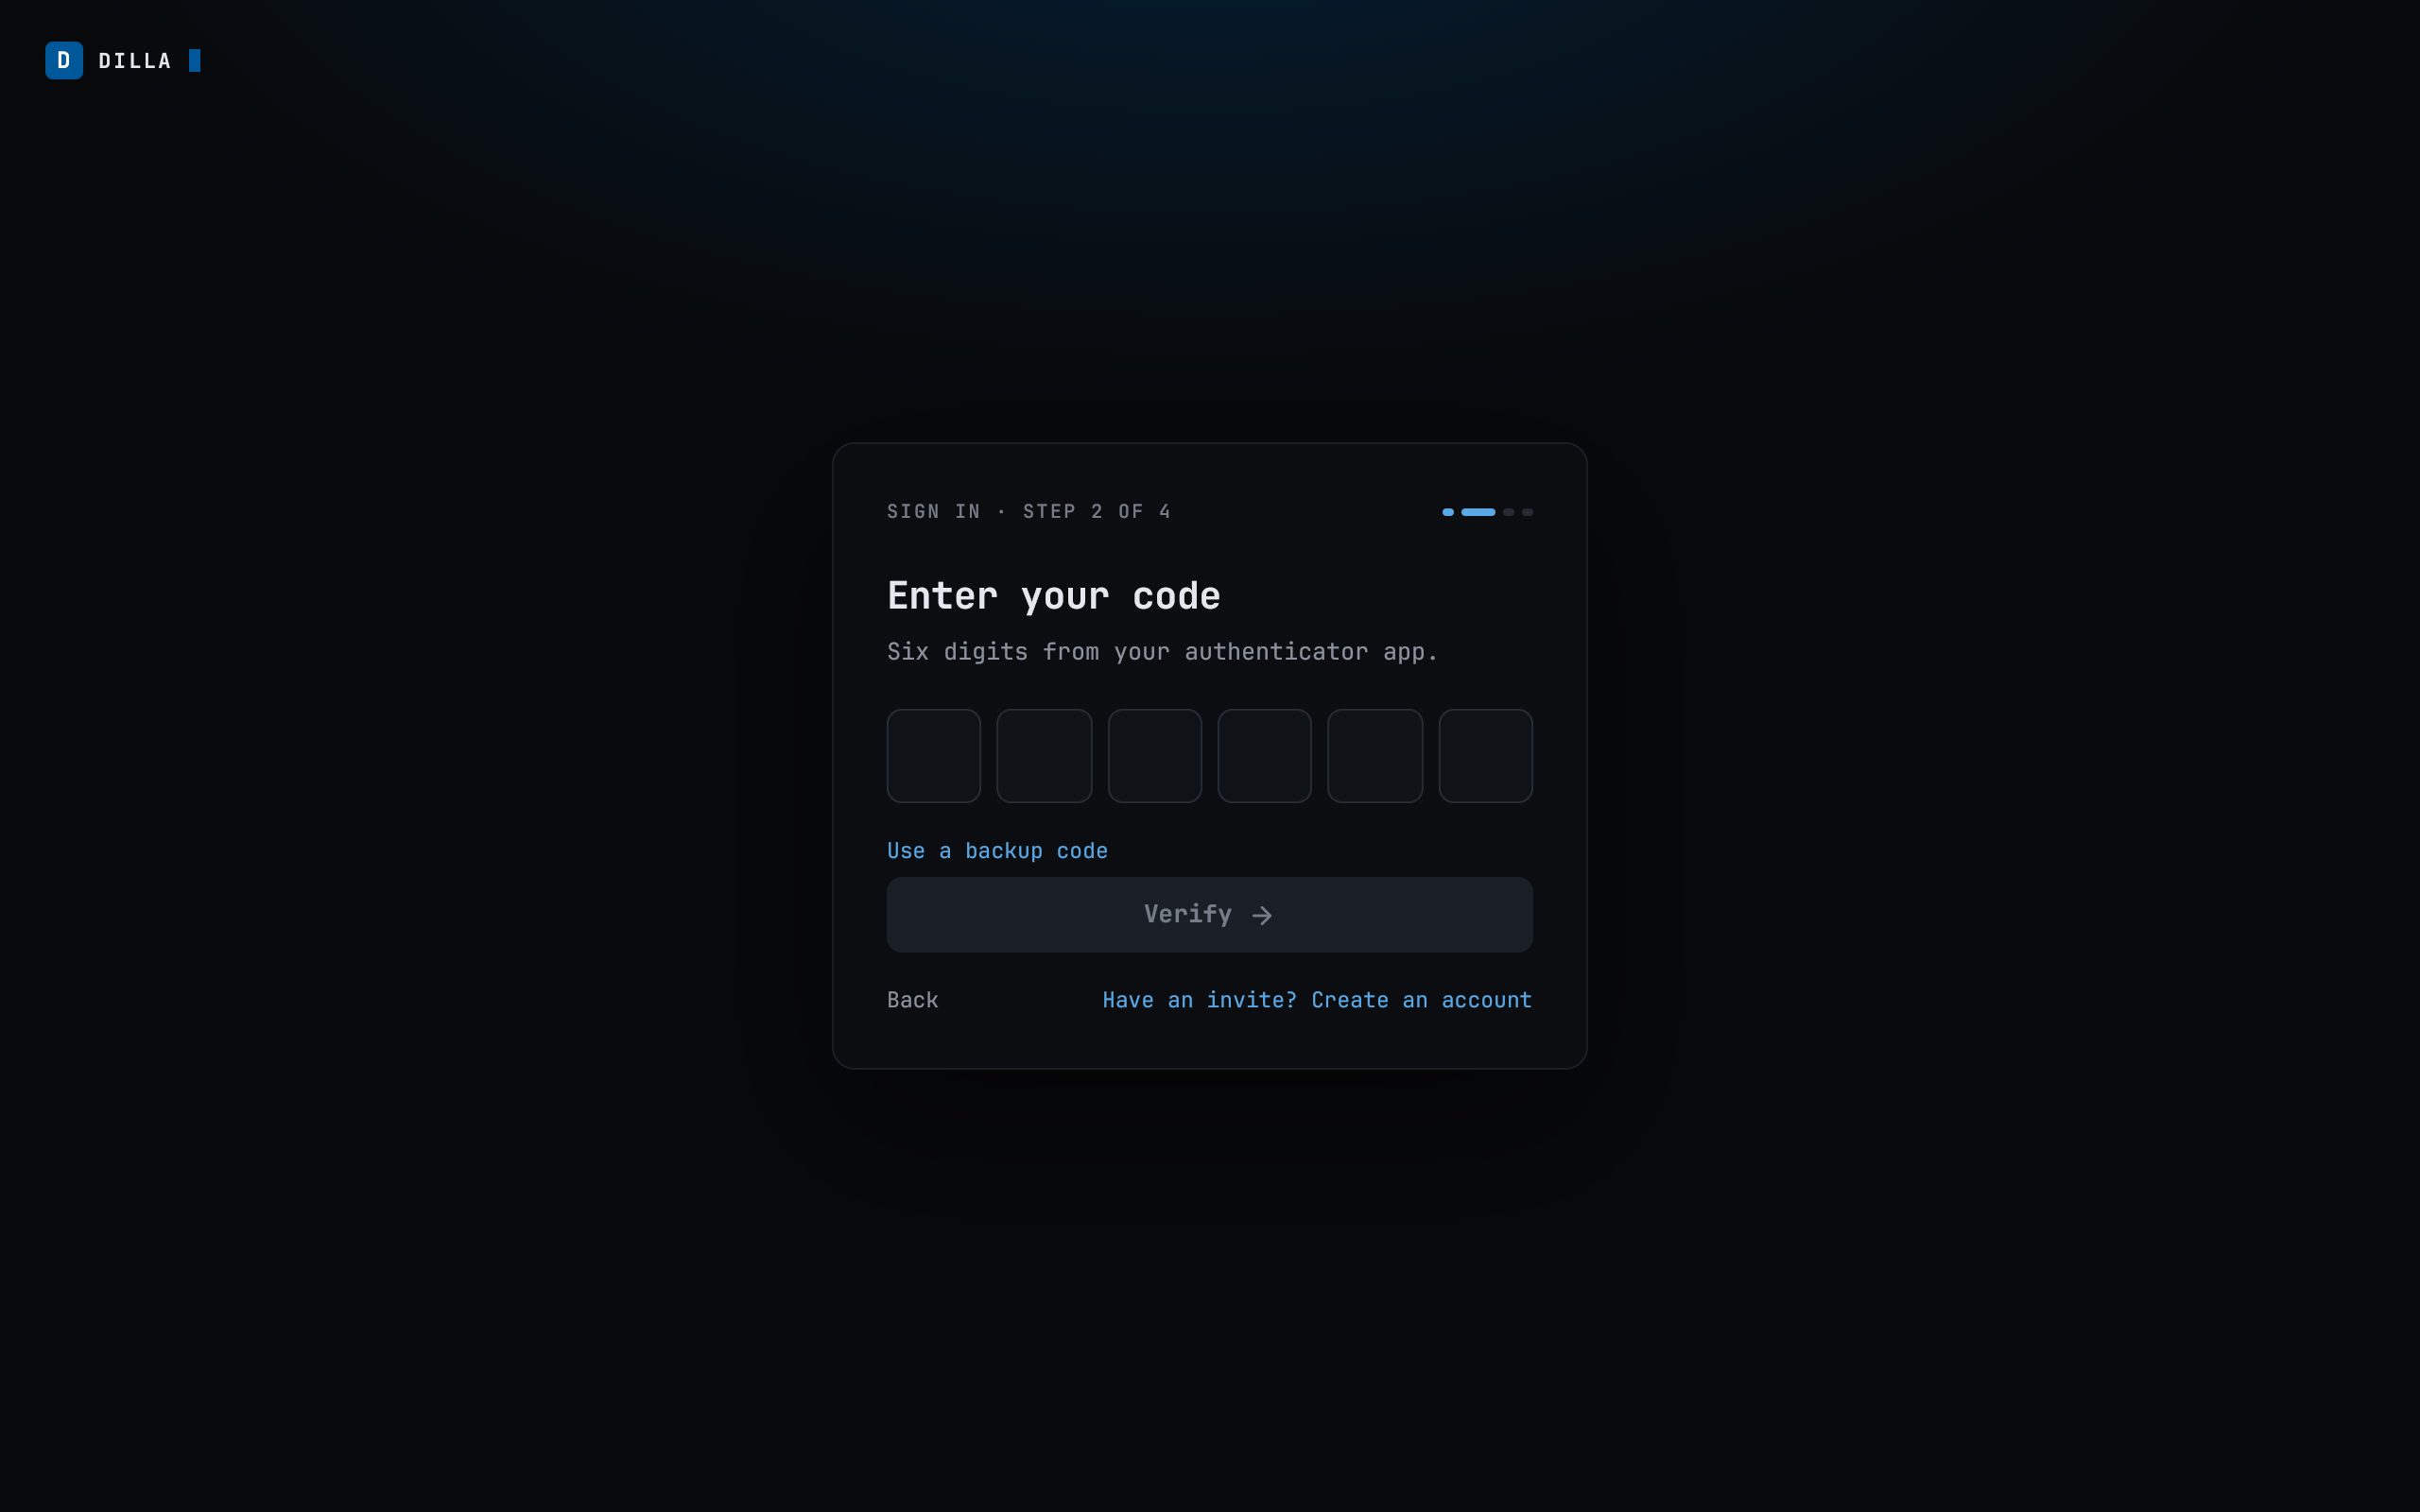 D DILLA
SIGN IN · STEP 2 OF 4
Enter your code
Six digits from your authenticator app.
Use a backup code
Verify →
Back
Have an invite? Create an account